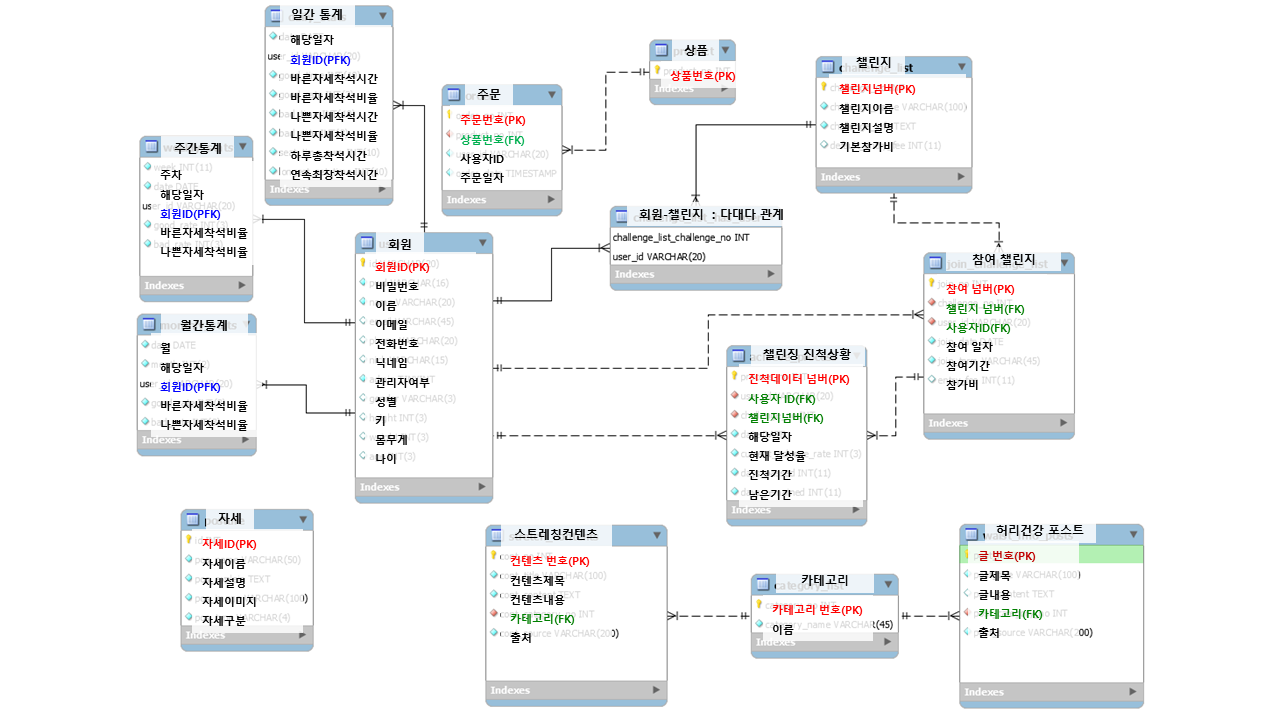 일간 통계
해당일자
회원ID(PFK)
바른자세착석시간
바른자세착석비율
나쁜자세착석시간
나쁜자세착석비율
하루총착석시간
연속최장착석시간
Indexes
주간통계
주차
해당일자
회원ID(PFK)
바른자세착석비율
나쁜자세착석비율
Indexes
월간통계
월
해당일자
회원ID(PFK)
바른자세착석비율
나쁜자세착석비율
Indexes
주문
주문번호(PK)
상품번호(FK)
사용자ID
주문일자
Indexes
상품
상품번호(PK)
Indexes
챌린지
챌린지넘버(PK)
챌린지이름
챌린지설명
기본참가비
Indexes
회원
회원ID(PK)
비밀번호
이름
이메일
전화번호
닉네임
관리자여부
성별
키
몸무게
나이
Indexes
회원-챌린지 : 다대다 관계
challenge_list_challenge_no INT
user_id VARCHAR(20)
Indexes
참여 챌린지
참여 넘버(PK)
챌린지 넘버(FK)
사용자ID(FK)
참여 일자
참여기간
참가비
Indexes
챌린징 진척상황
진척데이터 넘버(PK)
사용자 ID(FK)
챌린지넘버(FK)
해당일자
현재 달성율
진척기간
남은기간
Indexes
자세
자세ID(PK)
자세이름
자세설명
자세이미지
자세구분
Indexes
스트레칭컨텐츠
컨텐츠 번호(PK)
컨텐츠제목
컨텐츠내용
카테고리(FK)
출처
Indexes
카테고리
카테고리 번호(PK)
이름
Indexes
허리건강 포스트
글 번호(PK)
글제목
글내용
카테고리(FK)
출처
Indexes